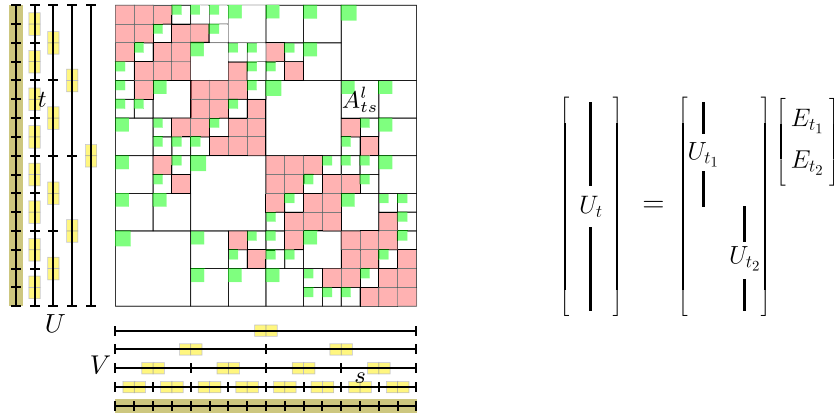 t
A^l_{ts}
U
V
s
U_t = U_{t_1} U_{t_2} E_{t_1} E_{t_2}